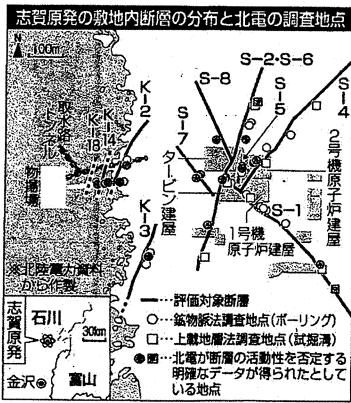 志賀原発の敷地内断層の分布と北電の調査地点
N
100m
S-2・S-6
S-8
S-4
S-5
K-2
K-14
K-18
取水路
トンネル
物揚場
S-7
タービン建屋
2号機原子炉建屋
S-1
1号機
原子炉建屋
K-3
※北陸電力資料
から作製
志賀原発
石川
30km
金沢
富山
評価対象断層
鉱物脈法調査地点(ボーリング)
上載地層法調査地点(試掘溝)
北電が断層の活動性を否定する
明確なデータが得られたとして
いる地点